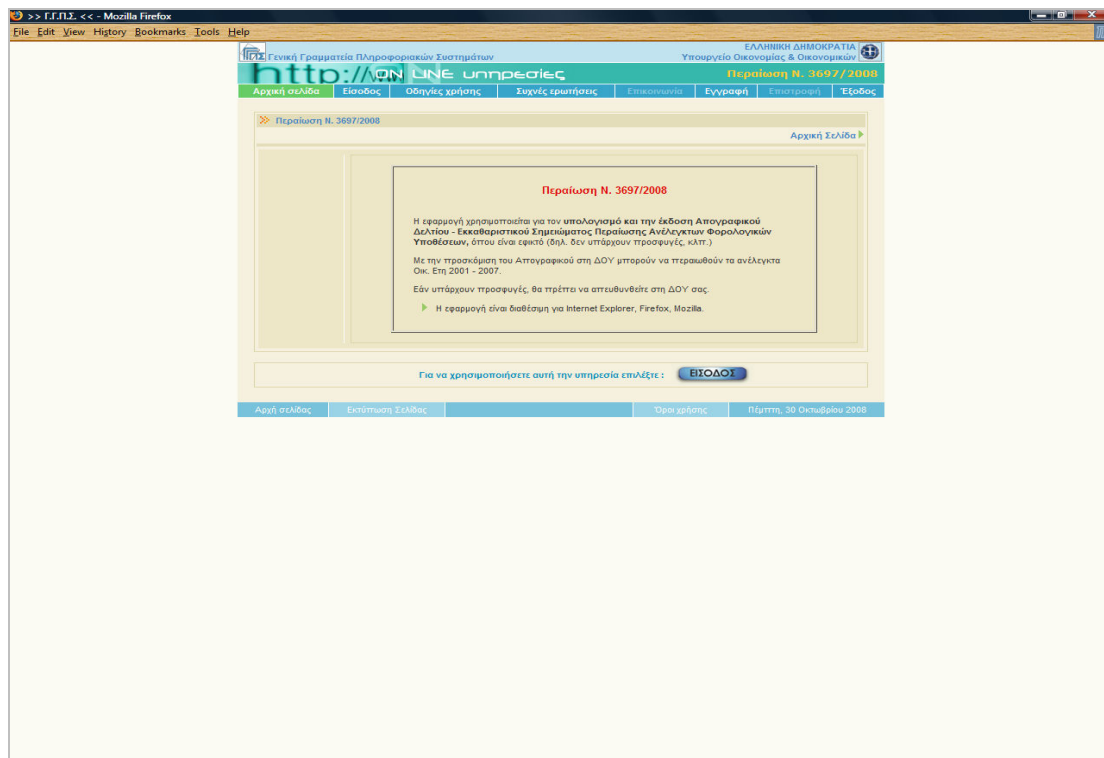 >> Γ.Γ.Π.Σ. << - Mozilla Firefox
File Edit View History Bookmarks Tools Help
ΓΓΠΣ Γενική Γραμματεία Πληροφοριακών Συστημάτων
ΕΛΛΗΝΙΚΗ ΔΗΜΟΚΡΑΤΙΑ
Υπουργείο Οικονομίας & Οικονομικών
http://
ON LINE υπηρεσίες
Περαίωση Ν. 3697/2008
Αρχική σελίδα Είσοδος Οδηγίες χρήσης Συχνές ερωτήσεις Επικοινωνία Εγγραφή Επιστροφή Έξοδος
Περαίωση Ν. 3697/2008
Αρχική Σελίδα
Περαίωση Ν. 3697/2008
Η εφαρμογή χρησιμοποιείται για τον υπολογισμό και την έκδοση Απογραφικού
Δελτίου - Εκκαθαριστικού Σημειώματος Περαίωσης Ανέλεγκτων Φορολογικών
Υποθέσεων, όπου είναι εφικτό (δηλ. δεν υπάρχουν προσφυγές, κλπ.)
Με την προσκόμιση του Απογραφικού στη ΔΟΥ μπορούν να περαιωθούν τα ανέλεγκτα
Οικ. Ετη 2001 - 2007.
Εάν υπάρχουν προσφυγές, θα πρέπει να απευθυνθείτε στη ΔΟΥ σας.
Η εφαρμογή είναι διαθέσιμη για Internet Explorer, Firefox, Mozilla.
Για να χρησιμοποιήσετε αυτή την υπηρεσία επιλέξτε : ΕΙΣΟΔΟΣ
Αρχή σελίδας Εκτύπωση Σελίδας Όροι χρήσης Πέμπτη, 30 Οκτωβρίου 2008